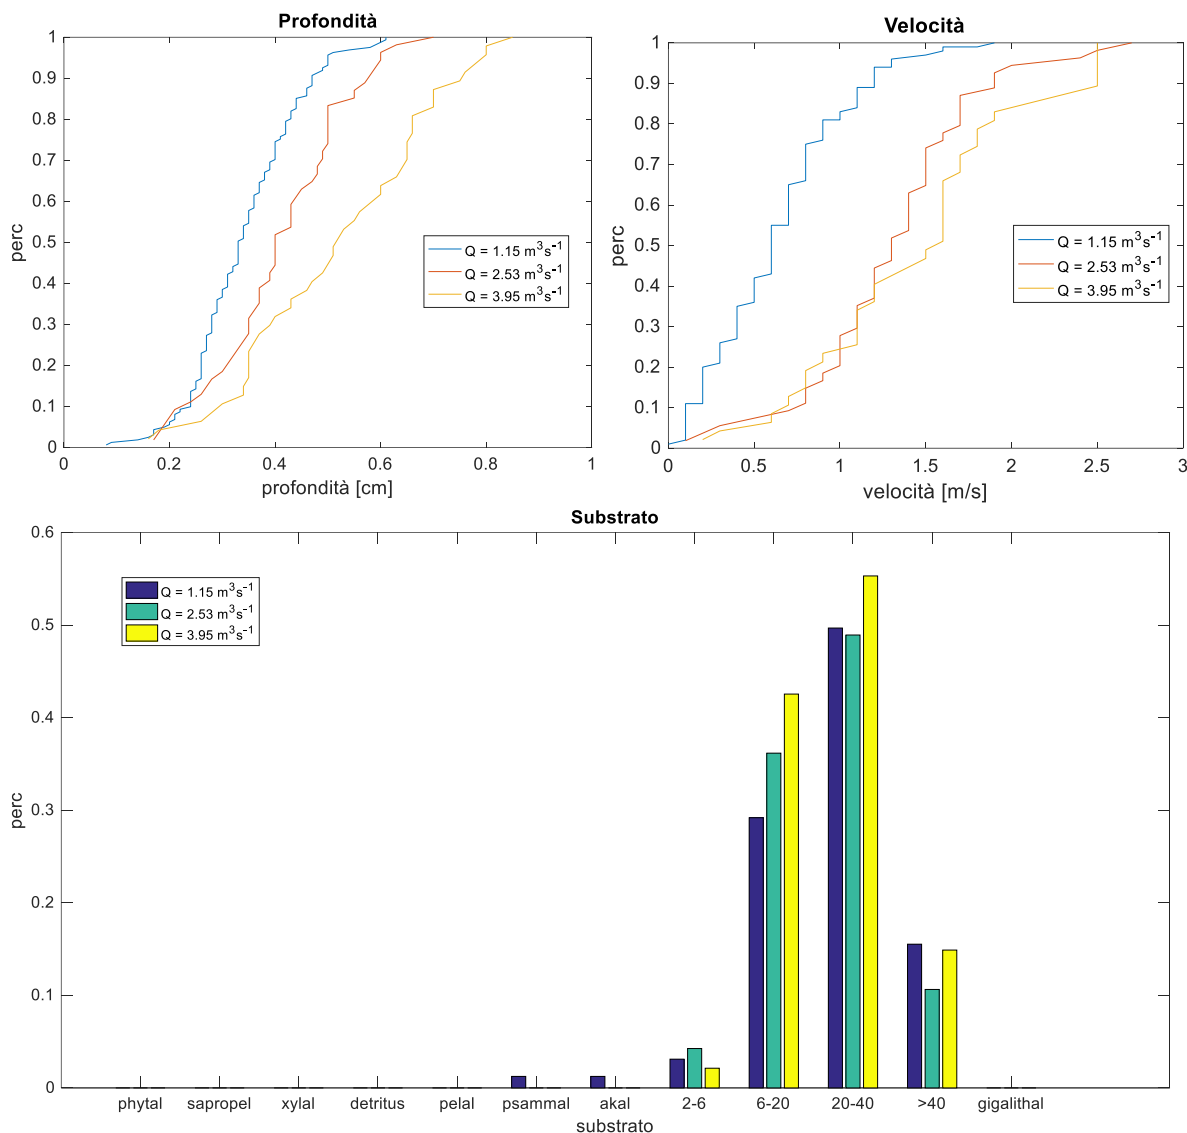 Profondità
1
0.9
0.8
0.7
0.6
0.5
0.4
0.3
0.2
0.1
0
perc
Q = 1.15 m³s⁻¹
Q = 2.53 m³s⁻¹
Q = 3.95 m³s⁻¹
0 0.2 0.4 0.6 0.8 1
profondità [cm]
Velocità
1
0.9
0.8
0.7
0.6
0.5
0.4
0.3
0.2
0.1
0
perc
Q = 1.15 m³s⁻¹
Q = 2.53 m³s⁻¹
Q = 3.95 m³s⁻¹
0 0.5 1 1.5 2 2.5 3
velocità [m/s]
Substrato
0.6
0.5
0.4
0.3
0.2
0.1
0
perc
Q = 1.15 m³s⁻¹
Q = 2.53 m³s⁻¹
Q = 3.95 m³s⁻¹
phytal sapropel xylal detritus pelal psammal akal 2-6 6-20 20-40 >40 gigalithal
substrato